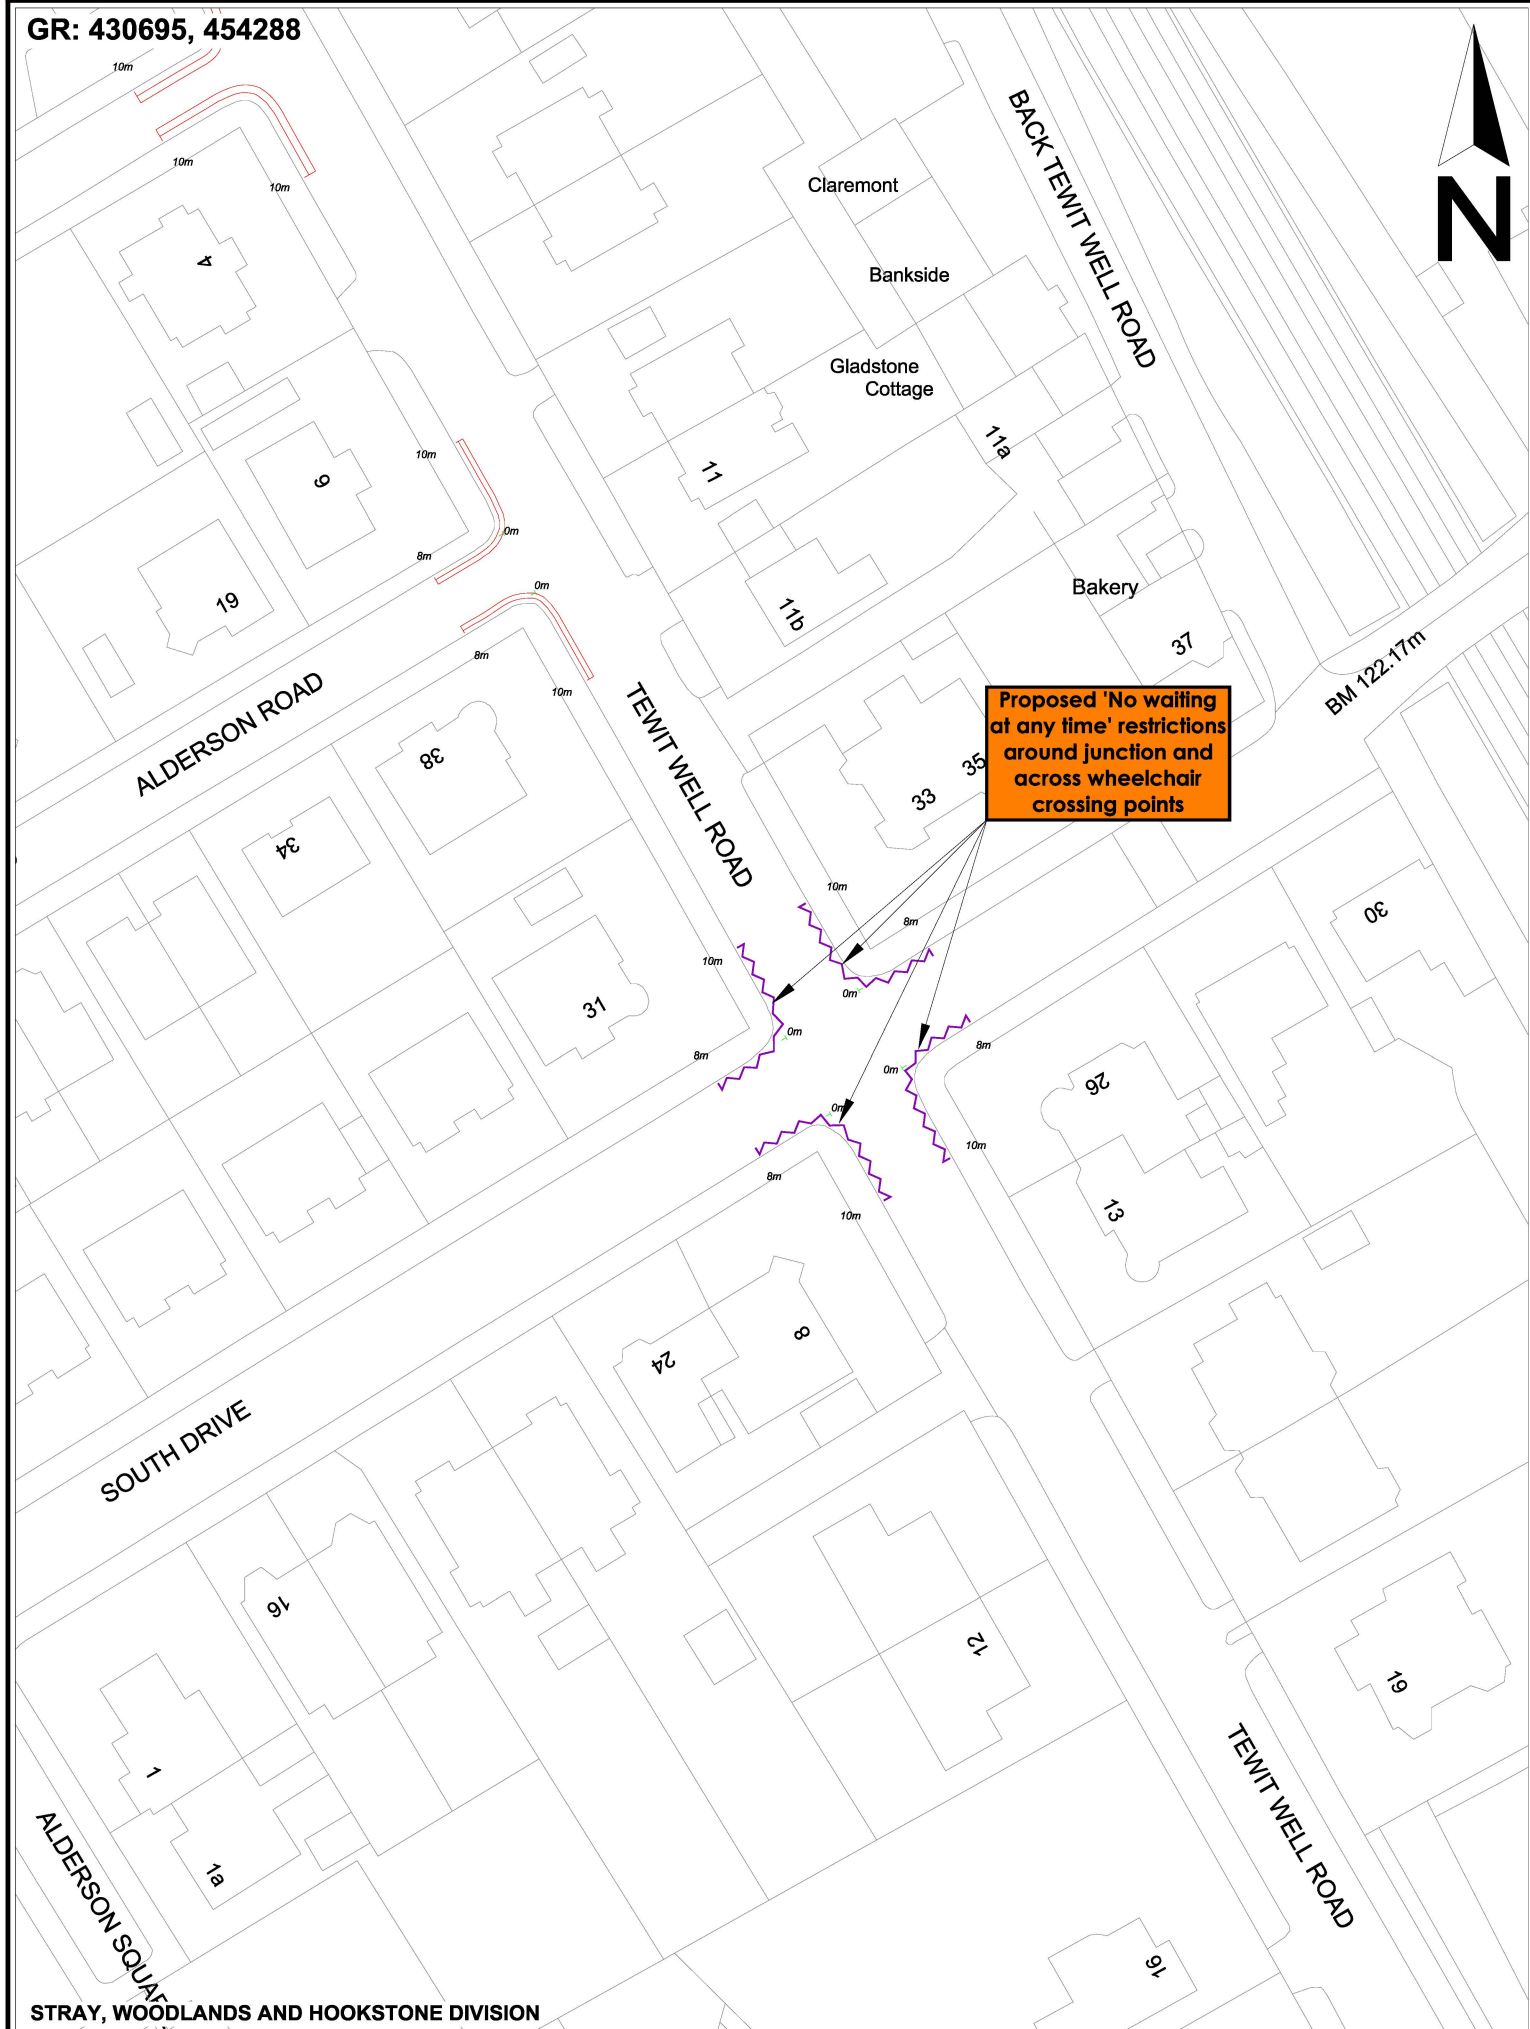 GR: 430695, 454288
10m
10m
10m
BACK TEWIT WELL ROAD
N
Claremont
4
Bankside
Gladstone
Cottage
11a
10m
11
9
0m
8m
0m
Bakery
19
11b
37
8m
BM 122.17m
10m
ALDERSON ROAD
TEWIT WELL ROAD
Proposed 'No waiting
at any time' restrictions
around junction and
across wheelchair
crossing points
38
35
33
34
10m
8m
30
10m
0m
31
0m
8m
8m
0m
26
0m
10m
8m
13
10m
8
24
SOUTH DRIVE
16
12
19
1
TEWIT WELL ROAD
1a
ALDERSON SQUAR
16
STRAY, WOODLANDS AND HOOKSTONE DIVISION